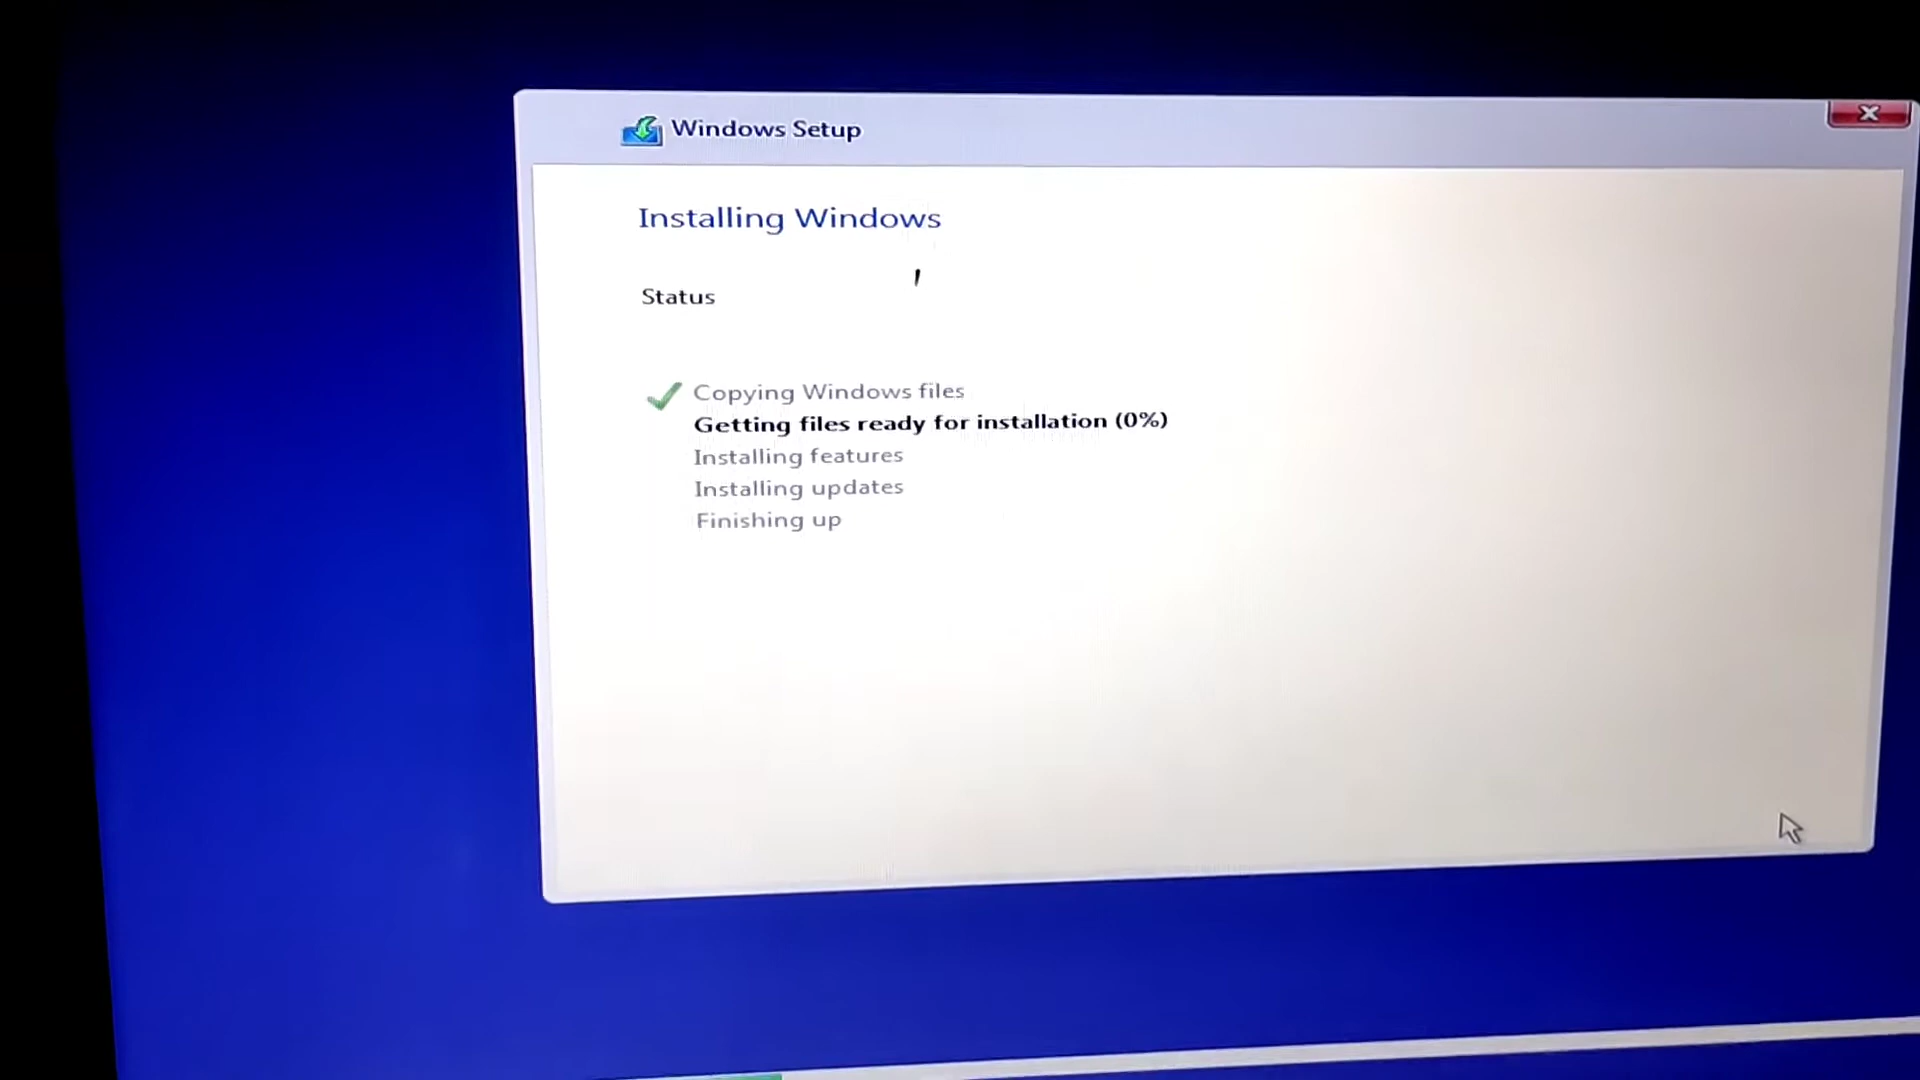 Windows Setup
Installing Windows
Status
Copying Windows files
Getting files ready for installation (0%)
Installing features
Installing updates
Finishing up